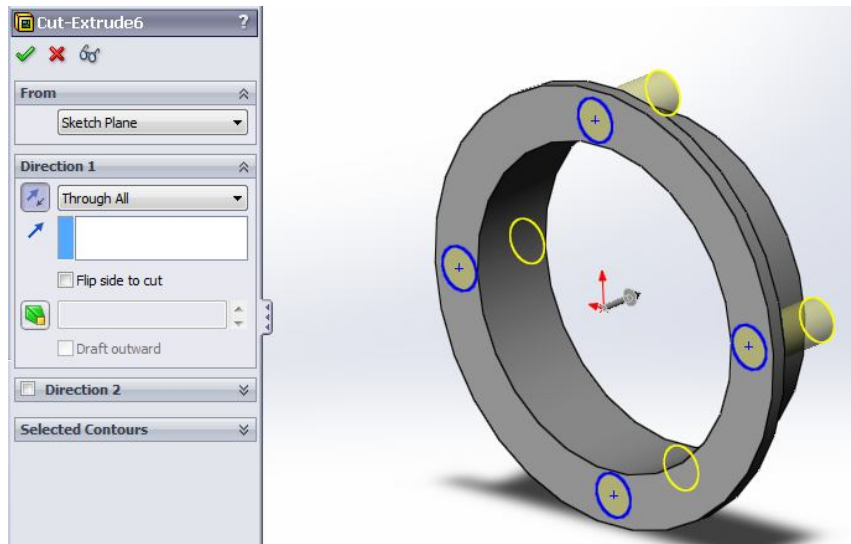 Cut-Extrude6 ?
From
Sketch Plane
Direction 1
Through All
Flip side to cut
Draft outward
Direction 2
Selected Contours